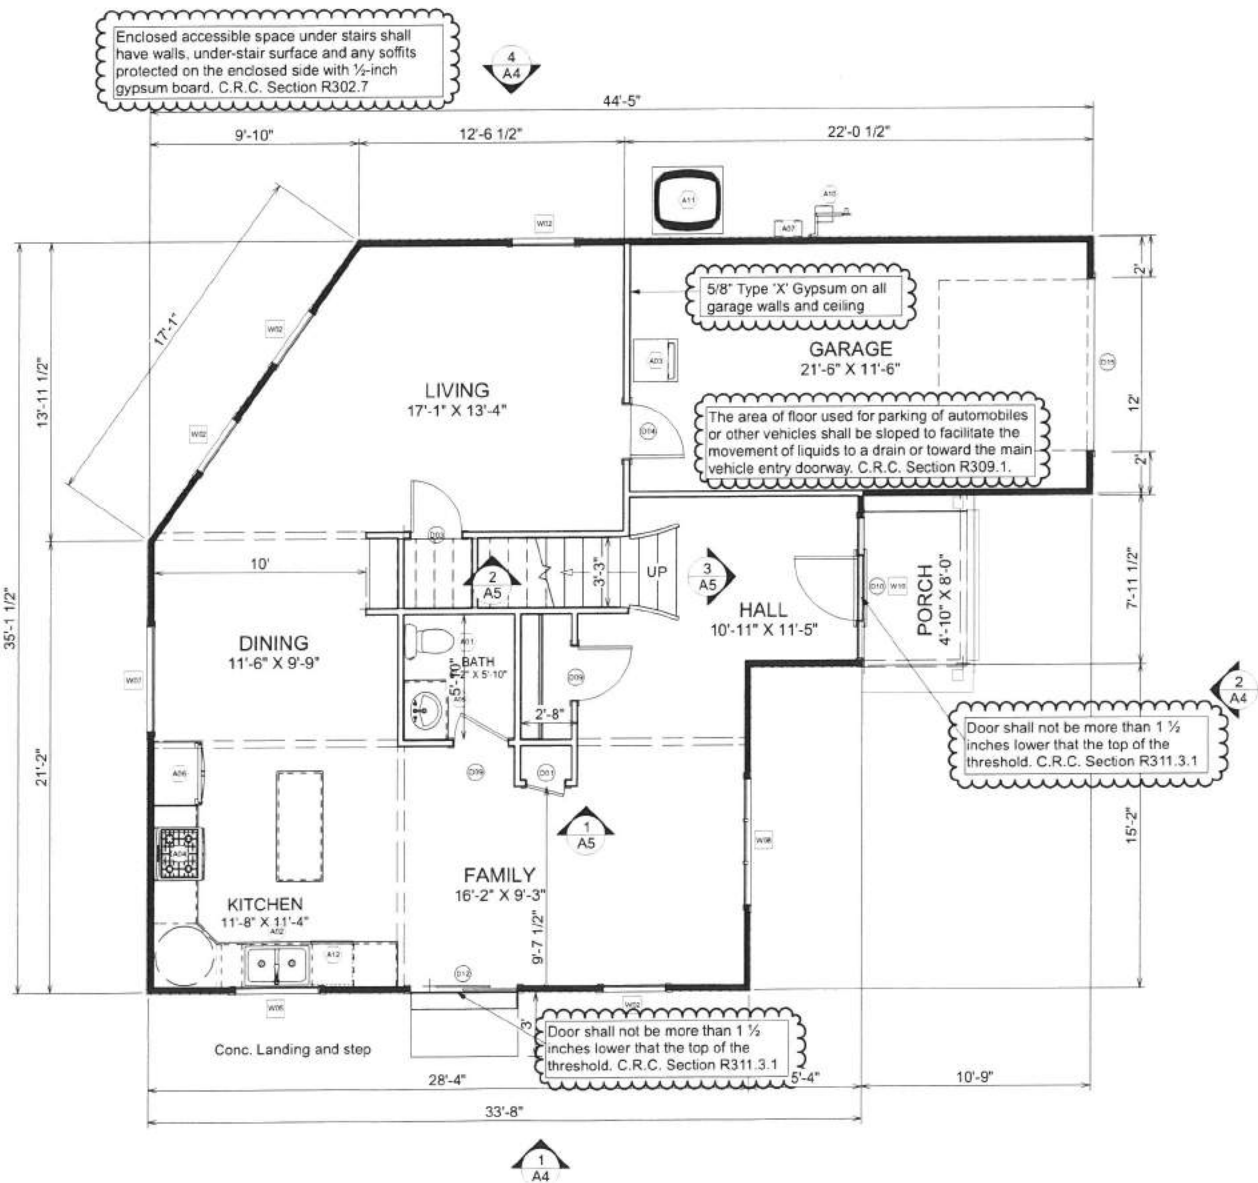 Enclosed accessible space under stairs shall
have walls, under-stair surface and any soffits
protected on the enclosed side with ½-inch
gypsum board. C.R.C. Section R302.7
4
A4
44'-5"
9'-10"
12'-6 1/2"
22'-0 1/2"
A11
A10
A07
W02
17'-1"
W02
W02
13'-11 1/2"
35'-1 1/2"
21'-2"
LIVING
17'-1" X 13'-4"
5/8" Type 'X' Gypsum on all
garage walls and ceiling
A03
GARAGE
21'-6" X 11'-6"
D15
2'
12'
2'
D04
The area of floor used for parking of automobiles
or other vehicles shall be sloped to facilitate the
movement of liquids to a drain or toward the main
vehicle entry doorway. C.R.C. Section R309.1.
D03
10'
2
A5
3'-3"
UP
3
A5
HALL
10'-11" X 11'-5"
D10
W10
PORCH
4'-10" X 8'-0"
7'-11 1/2"
DINING
11'-6" X 9'-9"
W07
A01
BATH
2" X 5'-10"
5'-10"
D09
2'-8"
2
A4
Door shall not be more than 1 ½
inches lower that the top of the
threshold. C.R.C. Section R311.3.1
A06
D09
D01
1
A5
A04
W08
15'-2"
FAMILY
16'-2" X 9'-3"
KITCHEN
11'-8" X 11'-4"
A02
A12
9'-7 1/2"
D12
W05
W02
3'
Conc. Landing and step
Door shall not be more than 1 ½
inches lower that the top of the
threshold. C.R.C. Section R311.3.1
28'-4"
5'-4"
10'-9"
33'-8"
1
A4